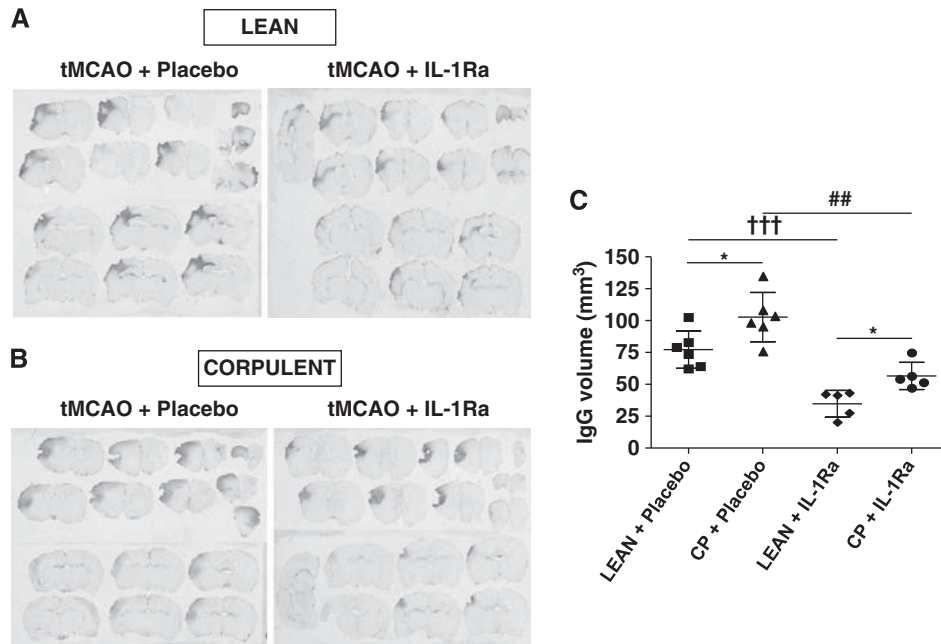 A
LEAN
tMCAO + Placebo
tMCAO + IL-1Ra
B
CORPULENT
tMCAO + Placebo
tMCAO + IL-1Ra
C
##
†††
*
*
IgG volume (mm³)
150
125
100
75
50
25
0
LEAN + Placebo
CP + Placebo
LEAN + IL-1Ra
CP + IL-1Ra